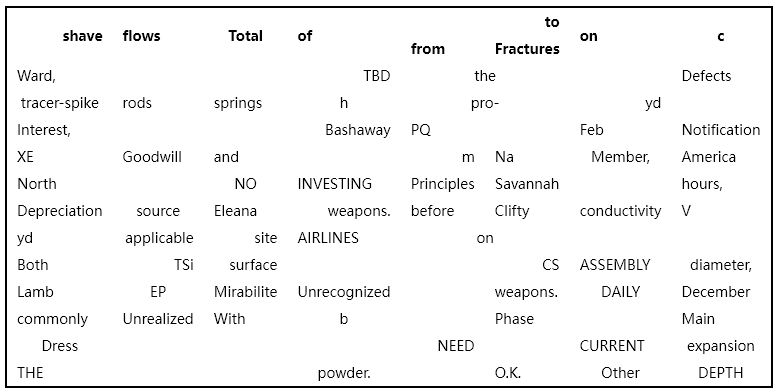 shave flows Total of from to Fractures on c
Ward, TBD the Defects
tracer-spike rods springs h pro- yd
Interest, Bashaway PQ Feb Notification
XE Goodwill and m Na Member, America
North NO INVESTING Principles Savannah hours,
Depreciation source Eleana weapons. before Clifty conductivity V
yd applicable site AIRLINES on
Both TSi surface CS ASSEMBLY diameter,
Lamb EP Mirabilite Unrecognized weapons. DAILY December
commonly Unrealized With b Phase Main
Dress NEED CURRENT expansion
THE powder. O.K. Other DEPTH